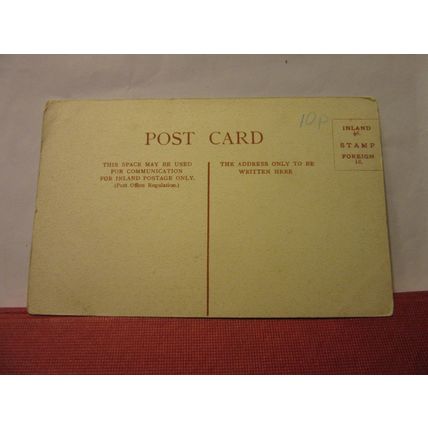 10p
POST CARD
INLAND
½d.
STAMP
FOREIGN
1d.
THIS SPACE MAY BE USED
FOR COMMUNICATION
FOR INLAND POSTAGE ONLY.
(Post Office Regulation.)
THE ADDRESS ONLY TO BE
WRITTEN HERE